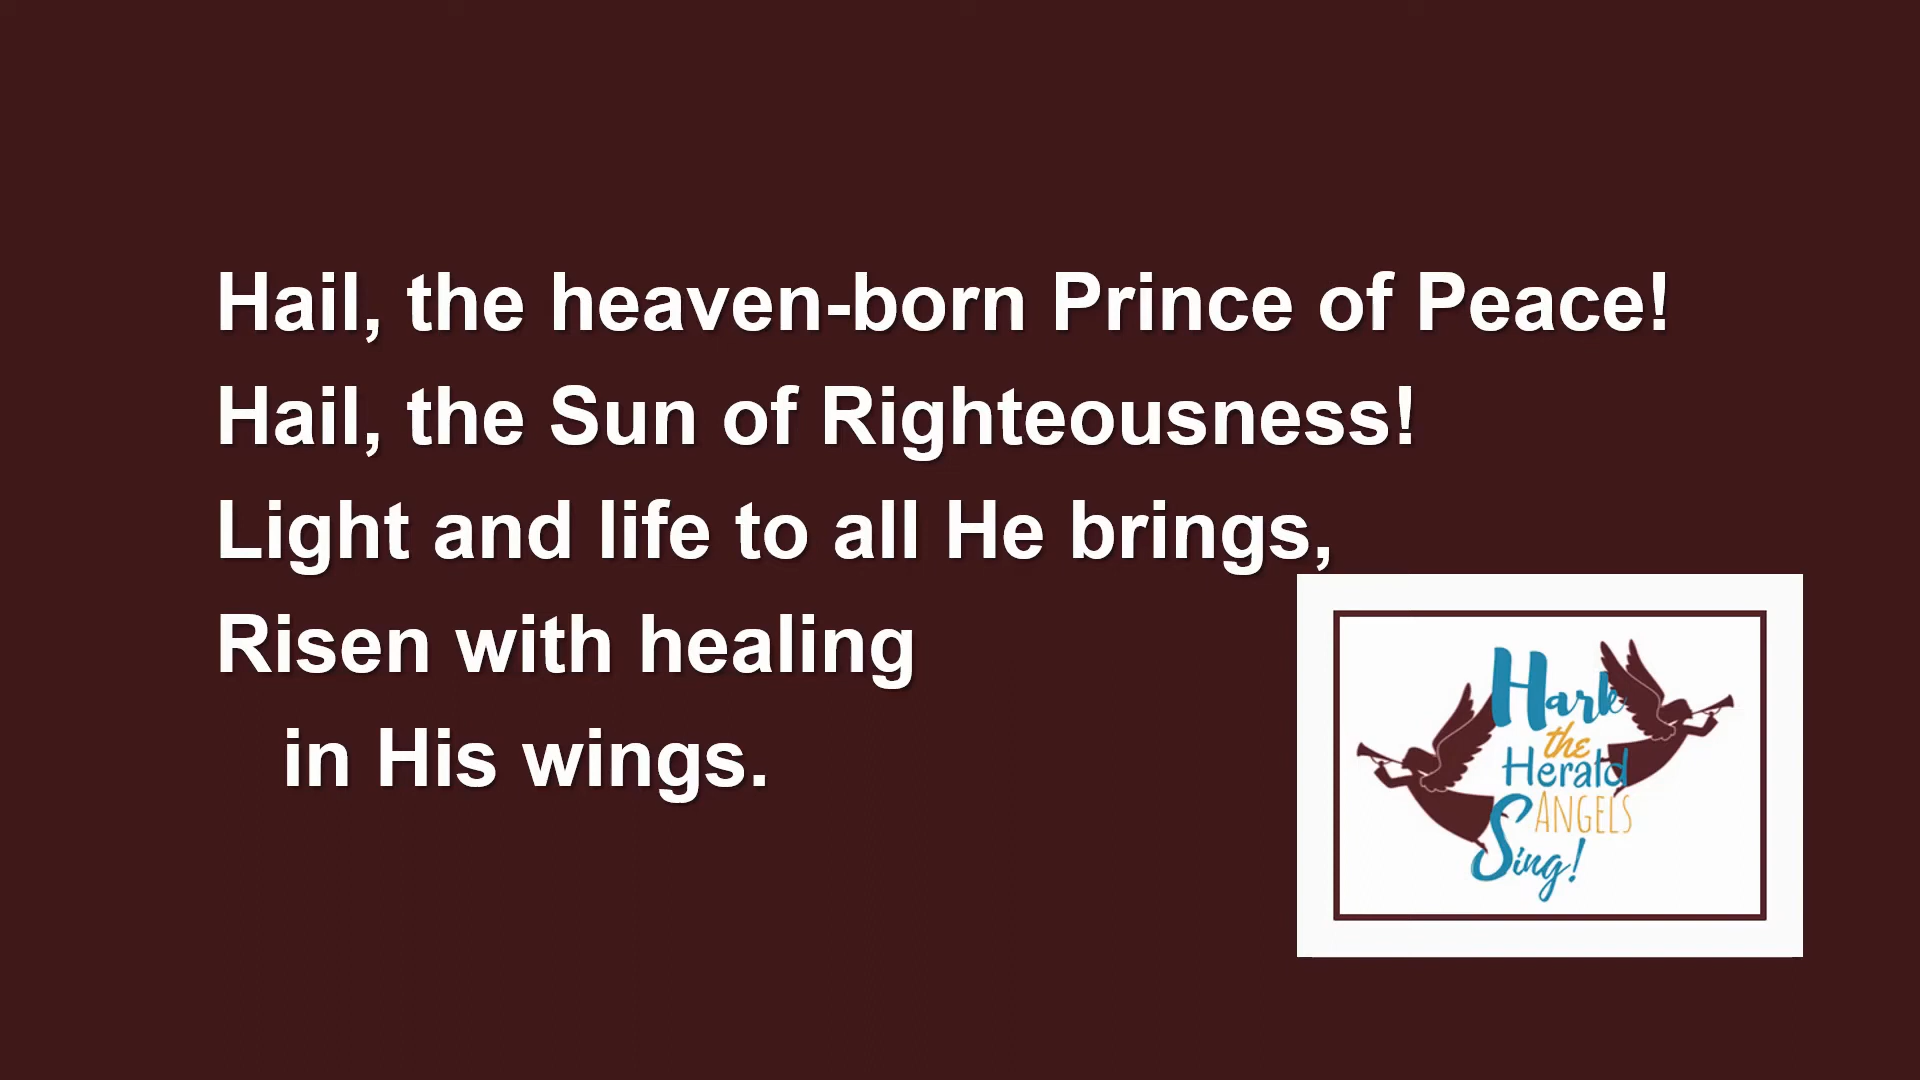 Hail, the heaven-born Prince of Peace!
Hail, the Sun of Righteousness!
Light and life to all He brings,
Risen with healing
in His wings.
Hark
the
Herald
ANGELS
Sing!